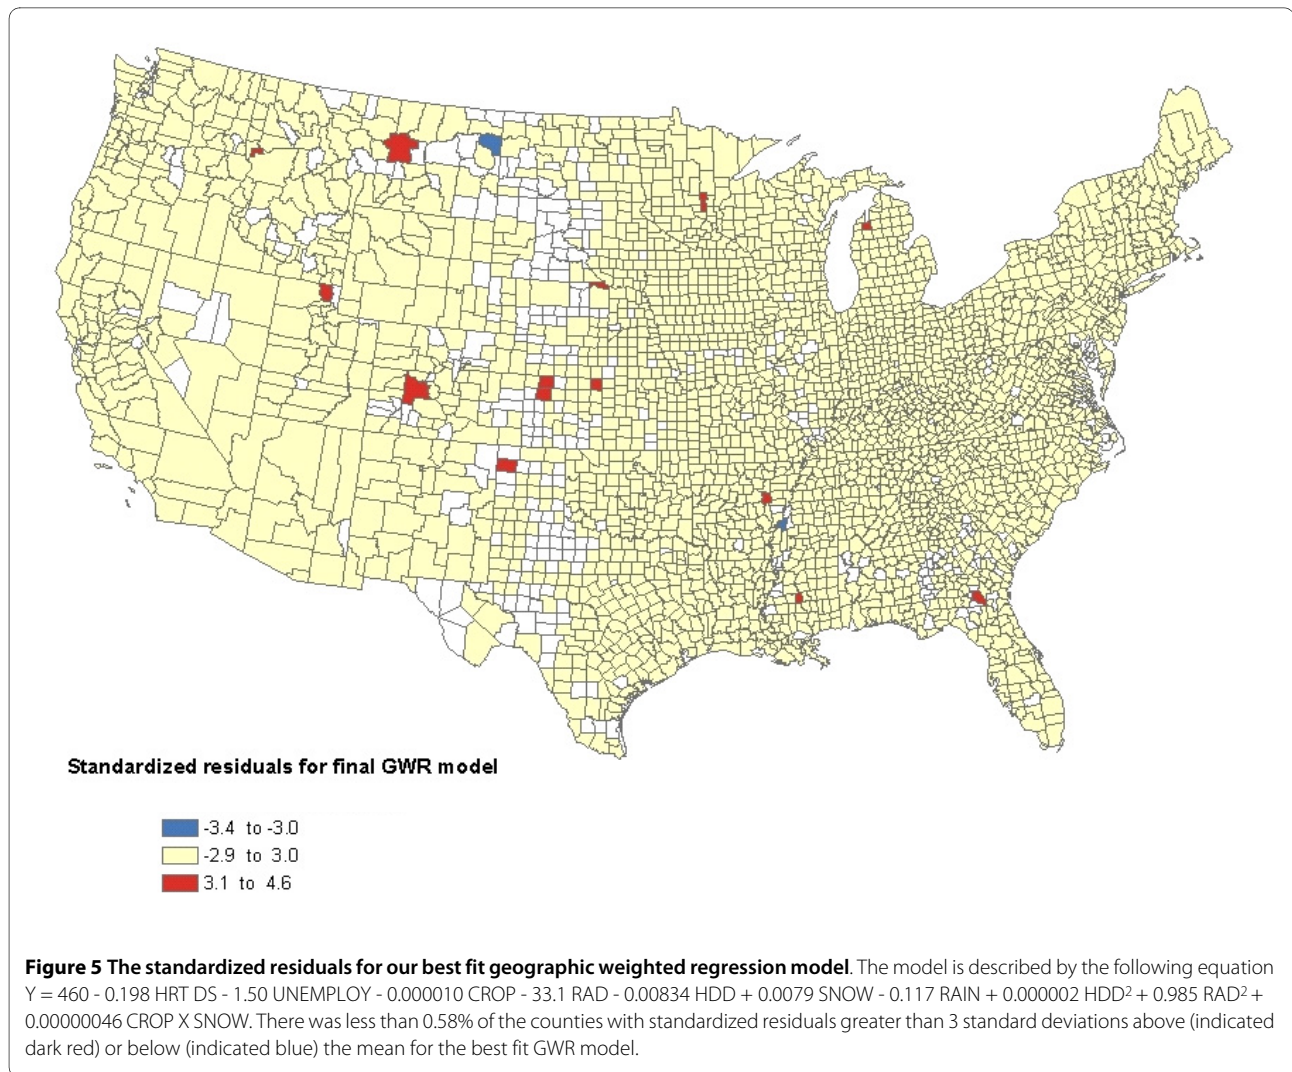 Standardized residuals for final GWR model
-3.4 to -3.0
-2.9 to 3.0
3.1 to 4.6
Figure 5 The standardized residuals for our best fit geographic weighted regression model. The model is described by the following equation
Y = 460 - 0.198 HRT DS - 1.50 UNEMPLOY - 0.000010 CROP - 33.1 RAD - 0.00834 HDD + 0.0079 SNOW - 0.117 RAIN + 0.000002 HDD² + 0.985 RAD² +
0.00000046 CROP X SNOW. There was less than 0.58% of the counties with standardized residuals greater than 3 standard deviations above (indicated
dark red) or below (indicated blue) the mean for the best fit GWR model.